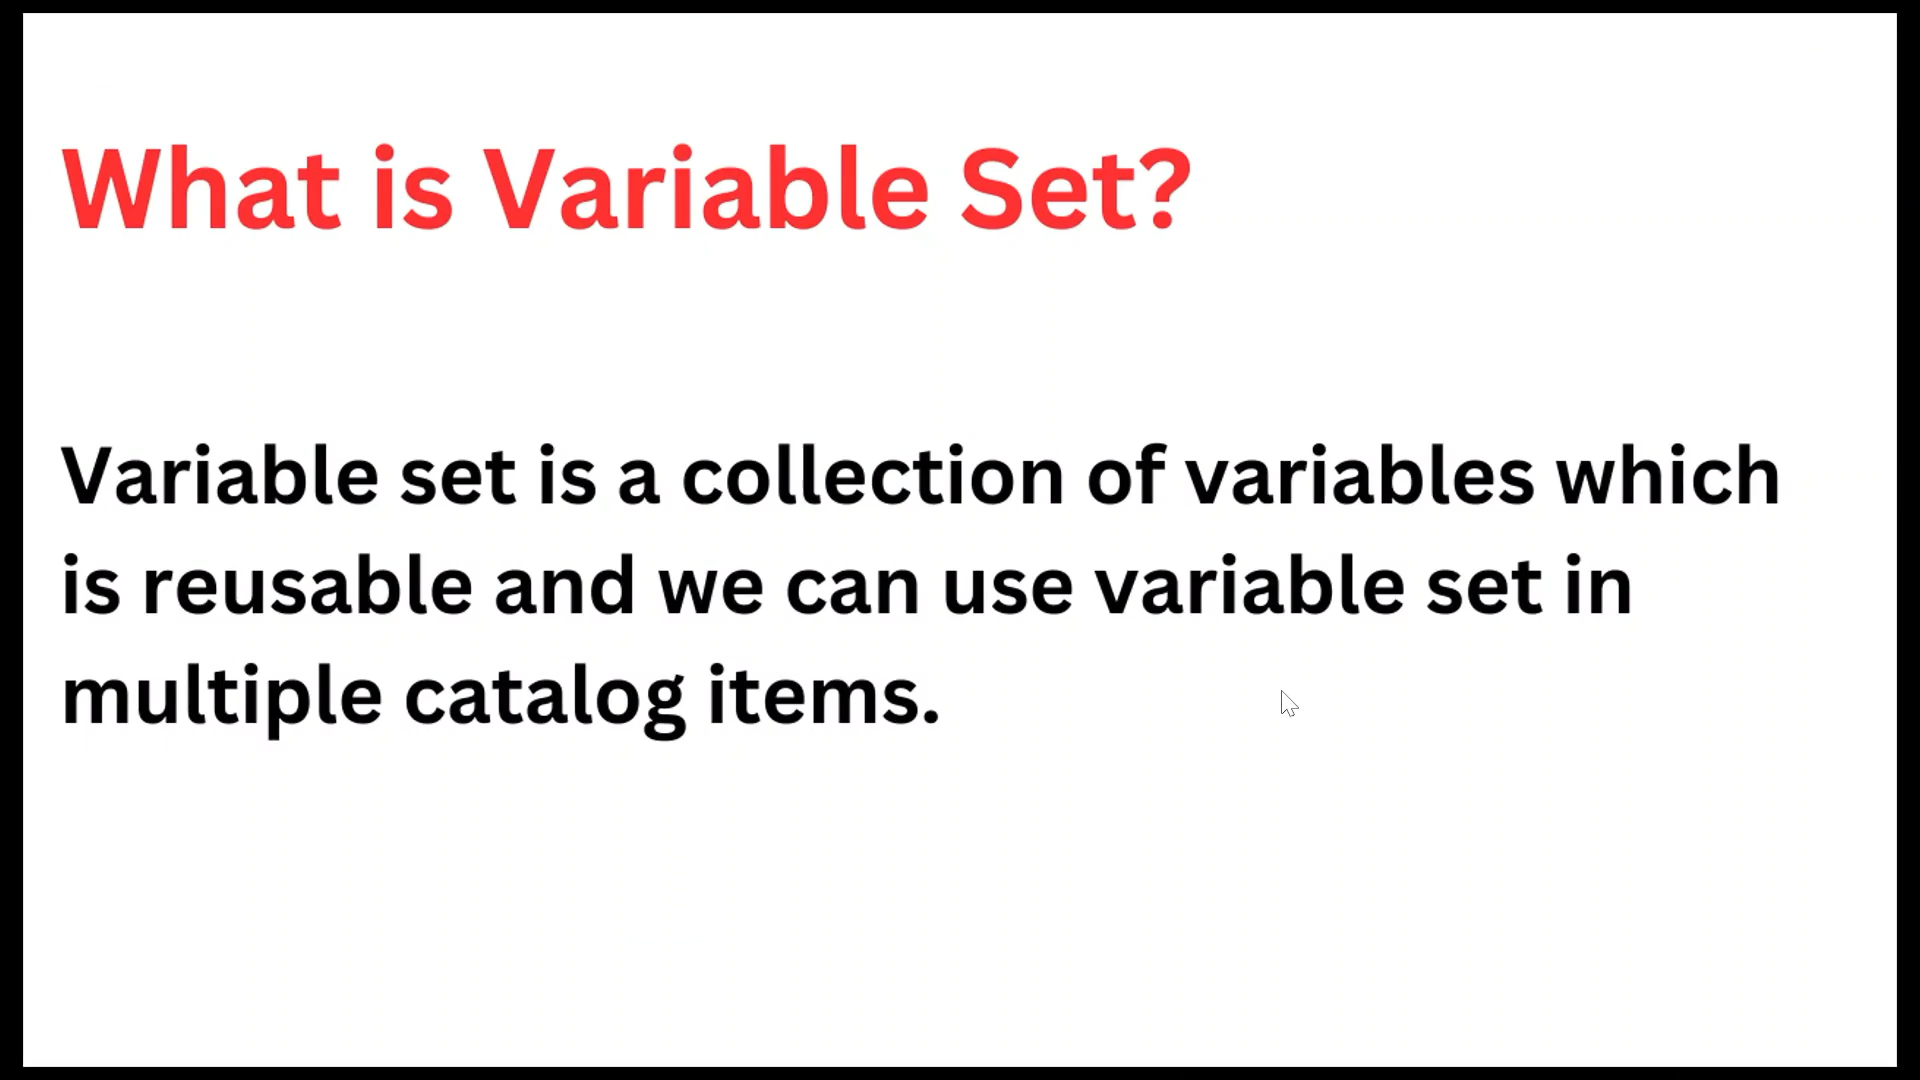 What is Variable Set?
Variable set is a collection of variables which
is reusable and we can use variable set in
multiple catalog items.